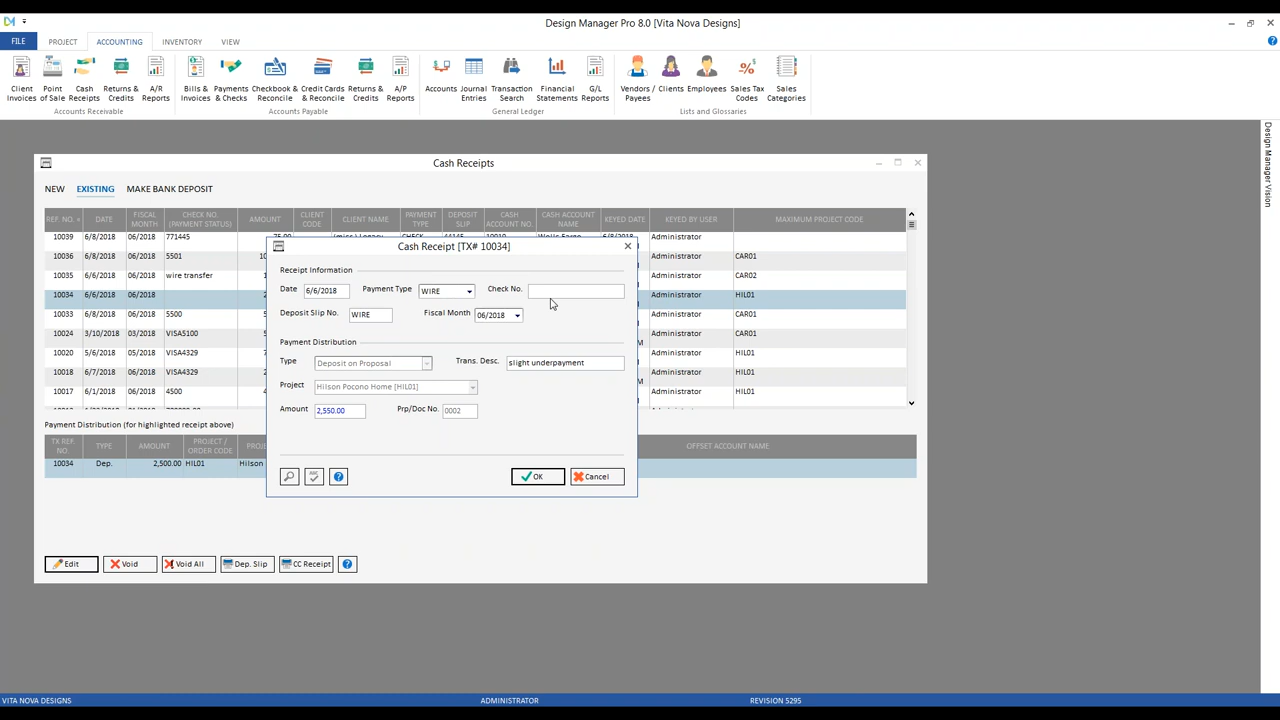 Design Manager Pro 8.0 [Vita Nova Designs]
FILE PROJECT ACCOUNTING INVENTORY VIEW
Client Invoices
Point of Sale
Cash Receipts
Returns & Credits
A/R Reports
Accounts Receivable
Bills & Invoices
Payments & Checks
Checkbook & Reconcile
Credit Cards & Reconcile
Returns & Credits
A/P Reports
Accounts Payable
Accounts
Journal Entries
Transaction Search
Financial Statements
G/L Reports
General Ledger
Vendors / Payees
Clients
Employees
Sales Tax Codes
Sales Categories
Lists and Glossaries
Design Manager Vision
Cash Receipts
NEW EXISTING MAKE BANK DEPOSIT
REF. NO. < DATE FISCAL MONTH CHECK NO. (PAYMENT STATUS) AMOUNT CLIENT CODE CLIENT NAME PAYMENT TYPE DEPOSIT SLIP CASH ACCOUNT NO. CASH ACCOUNT NAME KEYED DATE KEYED BY USER MAXIMUM PROJECT CODE
10039 6/8/2018 06/2018 771445 Administrator
10036 6/6/2018 06/2018 5501 Administrator CAR01
10035 6/6/2018 06/2018 wire transfer Administrator CAR02
10034 6/6/2018 06/2018 Administrator HIL01
10033 6/8/2018 06/2018 5500 Administrator CAR01
10024 3/10/2018 06/2018 VISA5100 Administrator CAR01
10020 5/6/2018 06/2018 VISA4329 Administrator HIL01
10018 6/7/2018 06/2018 VISA4329 Administrator HIL01
10017 6/1/2018 06/2018 4500 Administrator HIL01
Payment Distribution (for highlighted receipt above)
TX REF. NO. TYPE AMOUNT PROJECT / ORDER CODE OFFSET ACCOUNT NAME
10034 Dep. 2,500.00 HIL01 Hilson
Edit Void Void All Dep. Slip CC Receipt ?
Cash Receipt [TX# 10034]
Receipt Information
Date 6/6/2018 Payment Type WIRE Check No.
Deposit Slip No. WIRE Fiscal Month 06/2018
Payment Distribution
Type Deposit on Proposal Trans. Desc. slight underpayment
Project Hilson Pocono Home [HIL01]
Amount 2,550.00 Prp/Doc No. 0002
ABC ? OK Cancel
VITA NOVA DESIGNS ADMINISTRATOR REVISION 5295